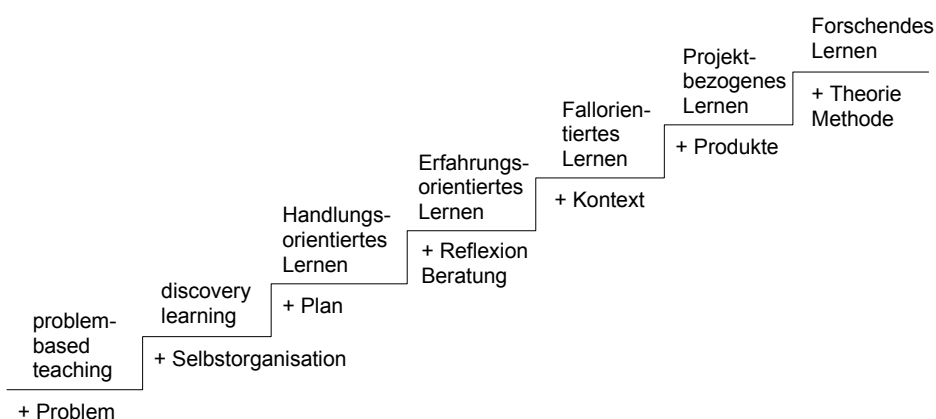 problem-
based
teaching
+ Problem
discovery
learning
+ Selbstorganisation
Handlungs-
orientiertes
Lernen
+ Plan
Erfahrungs-
orientiertes
Lernen
+ Reflexion
Beratung
Fallorien-
tiertes
Lernen
+ Kontext
Projekt-
bezogenes
Lernen
+ Produkte
Forschendes
Lernen
+ Theorie
Methode